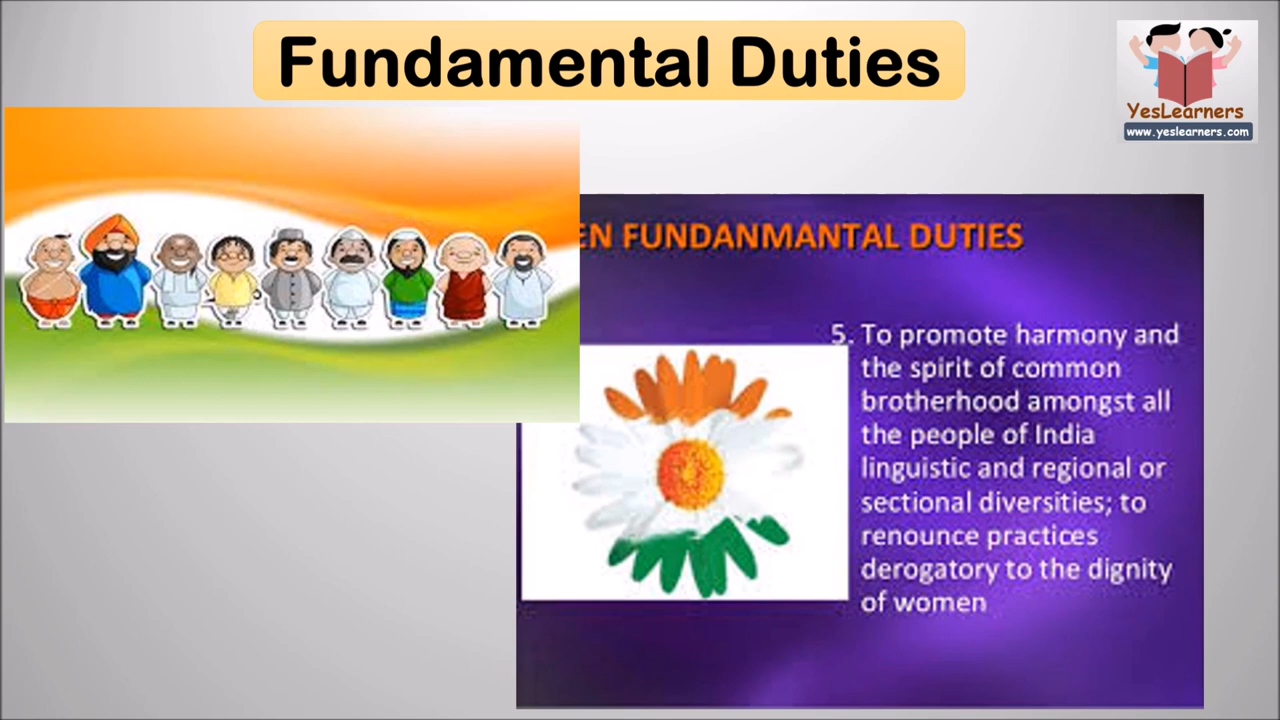 Fundamental Duties
YesLearners
www.yeslearners.com
EN FUNDANMANTAL DUTIES
5. To promote harmony and
the spirit of common
brotherhood amongst all
the people of India
linguistic and regional or
sectional diversities; to
renounce practices
derogatory to the dignity
of women